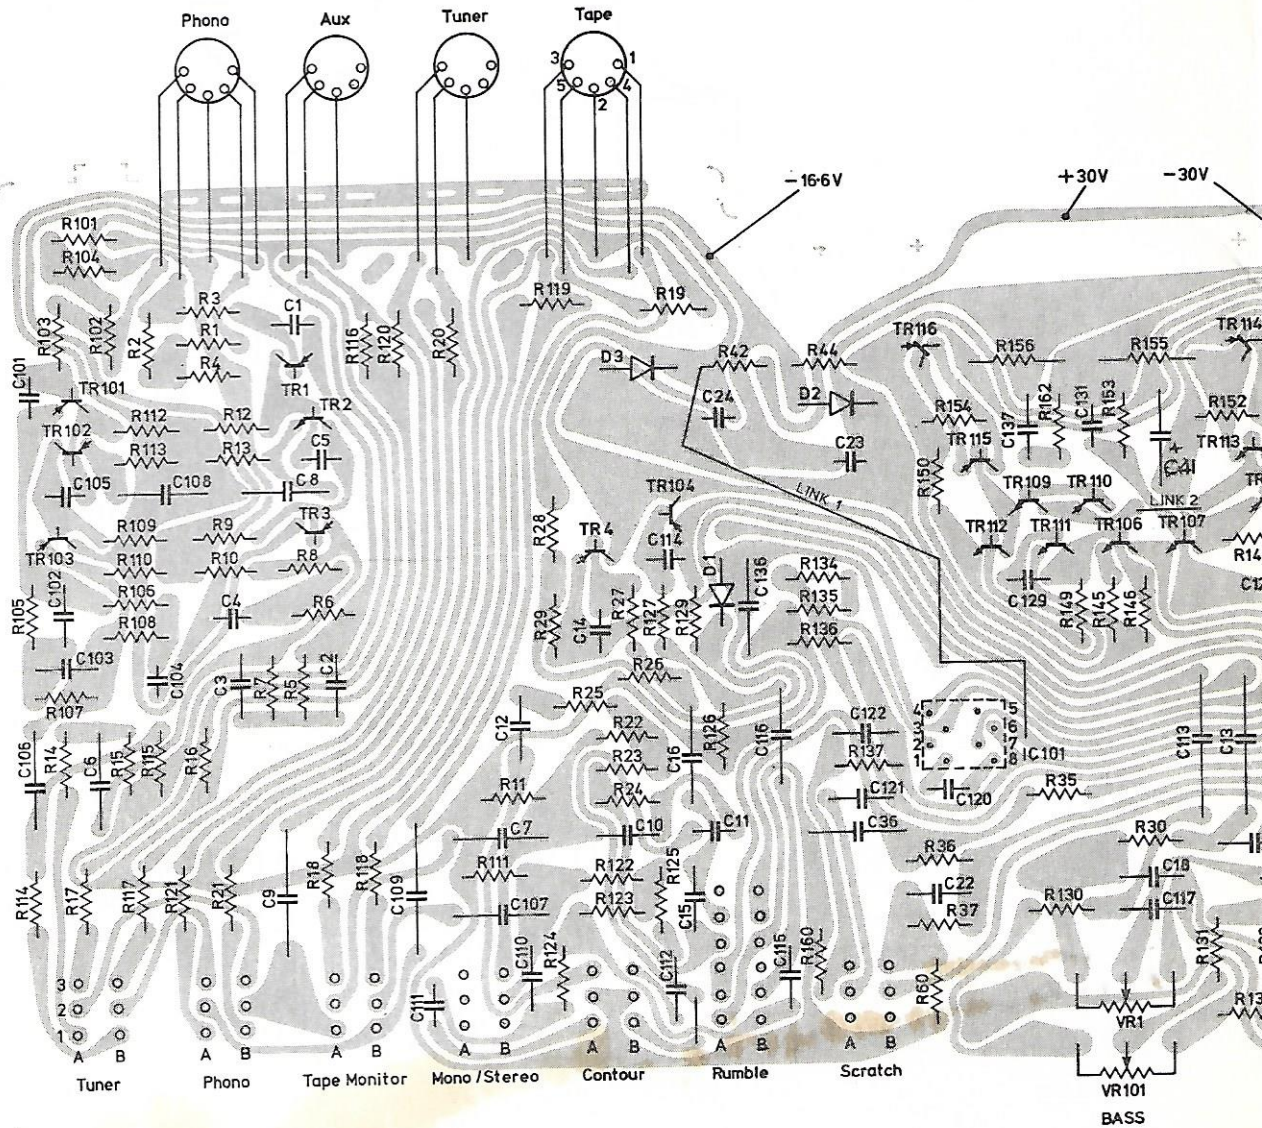 Phono Aux Tuner Tape
3 1
5 4
2
-16·6V +30V -30V
R101
R104
R119 R19
R3 C1
R103 R102 R2 R1 R116 R120 R20
TR116 R156 R155 TR114
R4 TR1 D3 R42 R44
C101 TR101
C24 D2
R112 R12 TR2
R154 C137 R162 C131 R153 R152
TR102 R113 R13 C5
C23 TR115 C41 TR113
+
R150
C105 C108 C8
TR104 LINK 1 TR109 TR110 LINK 2
R28 TR4 TR3
TR103 R109 R9
C114 TR112 TR111 TR106 TR107
R110 R10 R8
D1 C136 R134
R105 C102 R106 C4 R6
R29 C14 R27 R127 R129 R135
C129 R149 R145 R146
R108 R136
C103 C104 C3 R7 R5 C2
R26
R107 R25
C12 R22 C16 R126 C116 C122
4 5
3 6
2 7
1 8
IC101
C106 R14 C6 R15 R115 R16
R23 R137
C113 C13
R11 R24 C121 C120 R35
C7 C10 C11 C36
R30
R18 R118 R111 R122 R125 R36
C18
R114 R17 R117 R121 R21 C9 C109
C107 R123 C15 C22 R130 C117
R37
C110 R124 C112 C115 R160 R60 R131
3
2
1
C111
VR1
A B A B A B A B A B A B A B
Tuner Phono Tape Monitor Mono/Stereo Contour Rumble Scratch
VR101
BASS